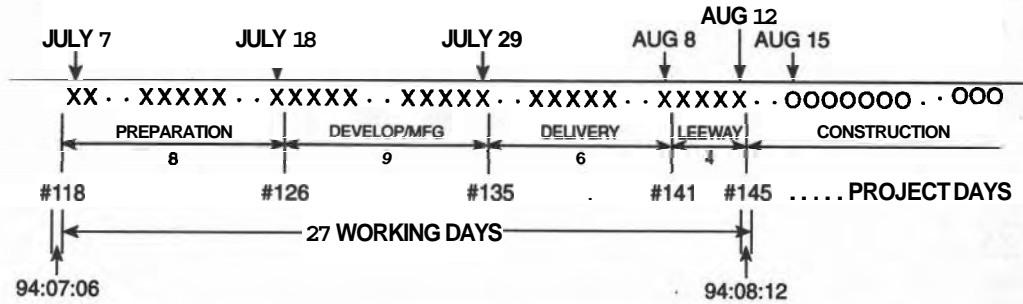 AUG 12
JULY 7 JULY 18 JULY 29 AUG 8 AUG 15
XX . . XXXXX . . XXXXX . . XXXXX . . XXXXX . . XXXXX . . OOOOOOO . . OOO
PREPARATION DEVELOP/MFG DELIVERY LEEWAY CONSTRUCTION
8 9 6 4
#118 #126 #135 #141 #145 ..... PROJECT DAYS
27 WORKING DAYS
94:07:06 94:08:12